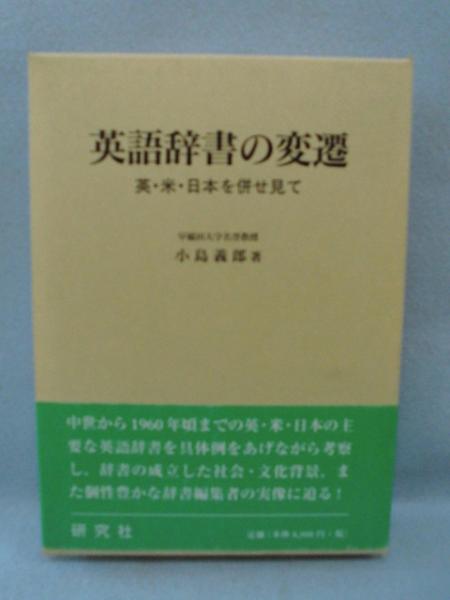 英語辞書の変遷
英・米・日本を併せ見て
早稲田大学名誉教授
小島義郎著
中世から1960年頃までの英・米・日本の主
要な英語辞書を具体例をあげながら考察
し、辞書の成立した社会・文化背景、ま
た個性豊かな辞書編集者の実像に迫る!
研究社